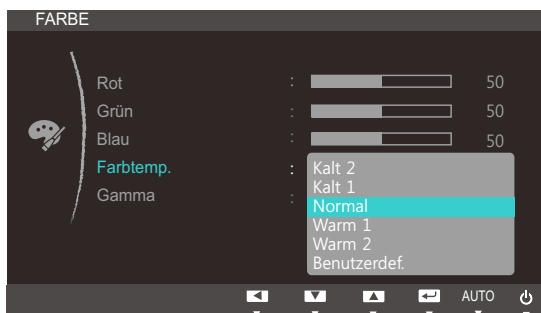 FARBE
Rot : 50
Grün : 50
Blau : 50
Farbtemp. : Kalt 2
Kalt 1
Gamma : Normal
Warm 1
Warm 2
Benutzerdef.
AUTO